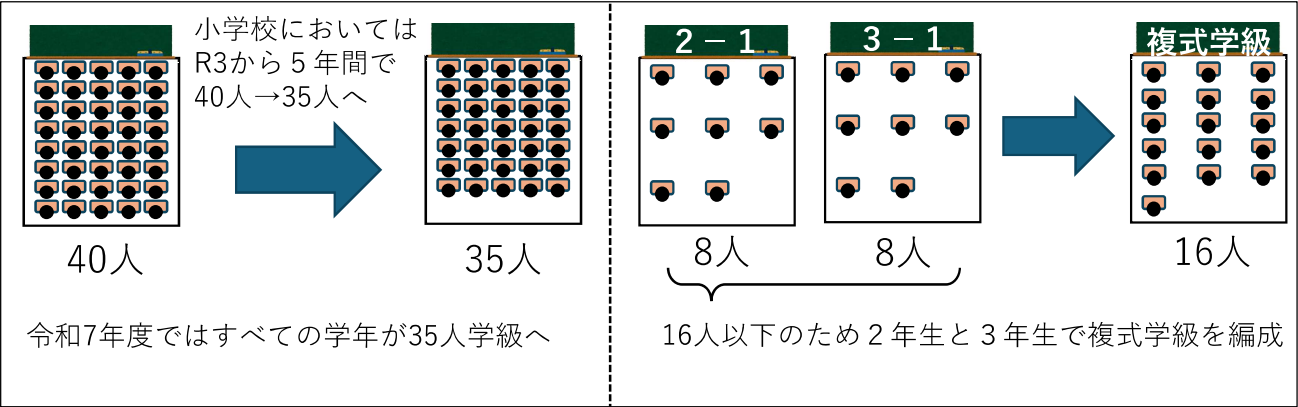 小学校においては
R3から５年間で
40人→35人へ
40人
35人
令和7年度ではすべての学年が35人学級へ
２－１
３－１
複式学級
8人
8人
16人
16人以下のため２年生と３年生で複式学級を編成